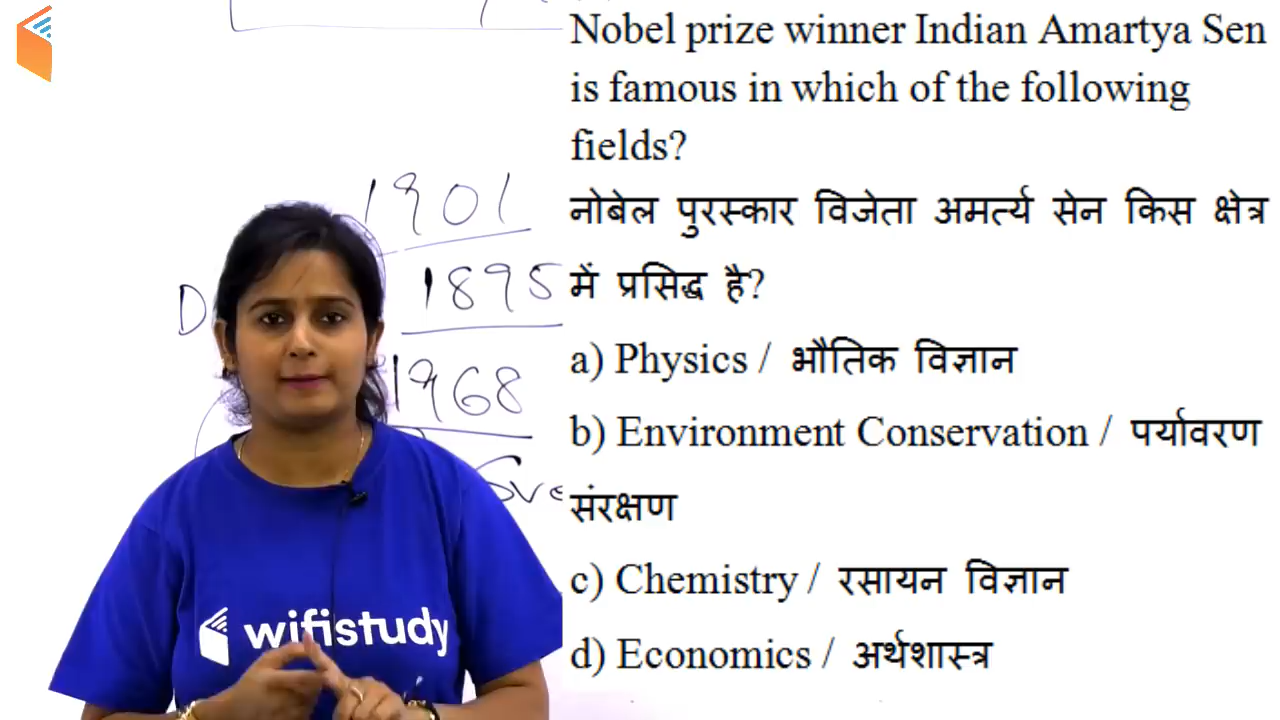 Nobel prize winner Indian Amartya Sen
is famous in which of the following
fields?
नोबेल पुरस्कार विजेता अमर्त्य सेन किस क्षेत्र
में प्रसिद्ध है?
a) Physics / भौतिक विज्ञान
b) Environment Conservation / पर्यावरण
संरक्षण
c) Chemistry / रसायन विज्ञान
d) Economics / अर्थशास्त्र
1901
1895
1968
wifistudy